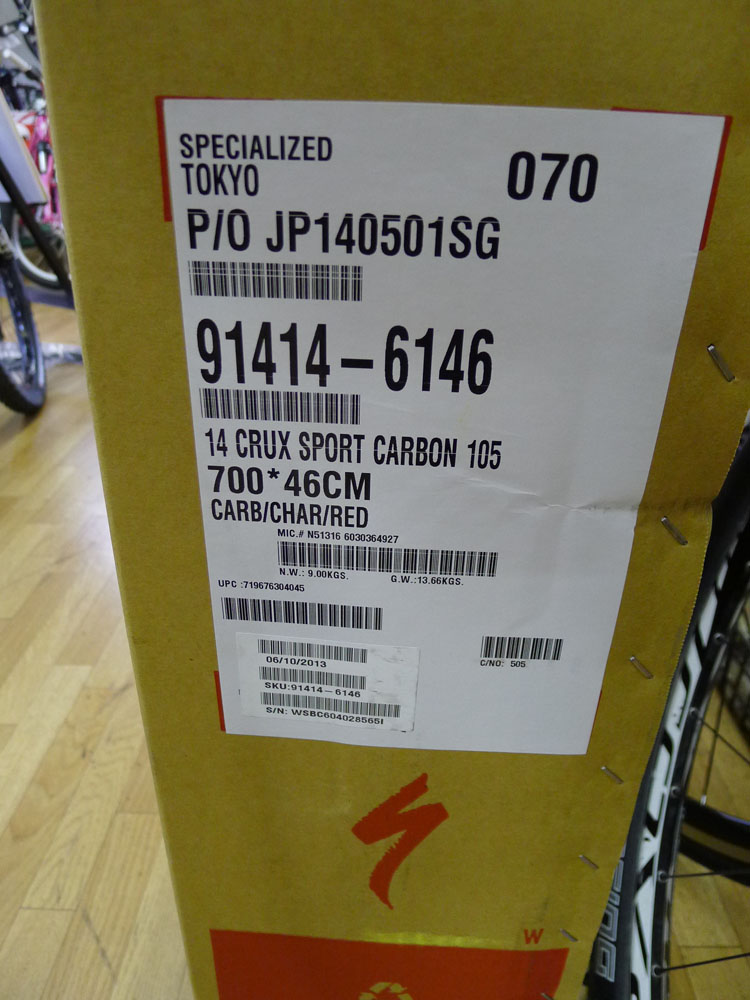 SPECIALIZED
TOKYO
070
P/O JP140501SG
91414-6146
14 CRUX SPORT CARBON 105
700*46CM
CARB/CHAR/RED
MIC.# N51316 6030364927
N.W.: 9.00KGS.
G.W.:13.66KGS.
UPC :719676304045
C/NO: 505
06/10/2013
SKU:91414-6146
S/N: WSBC604028565I
W